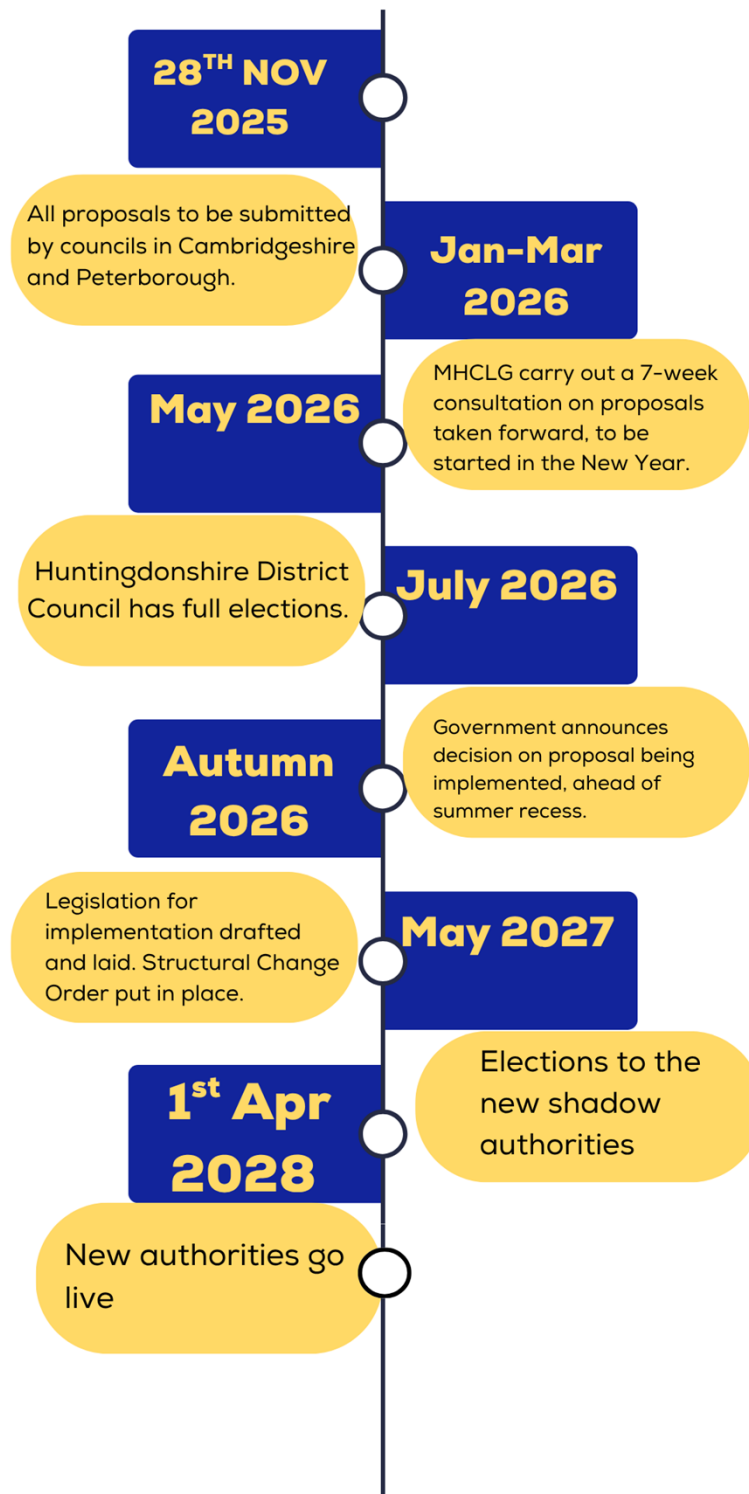 28TH NOV
2025
All proposals to be submitted
by councils in Cambridgeshire
and Peterborough.
Jan-Mar
2026
MHCLG carry out a 7-week
consultation on proposals
taken forward, to be
started in the New Year.
May 2026
Huntingdonshire District
Council has full elections.
July 2026
Government announces
decision on proposal being
implemented, ahead of
summer recess.
Autumn
2026
Legislation for
implementation drafted
and laid. Structural Change
Order put in place.
May 2027
Elections to the
new shadow
authorities
1st Apr
2028
New authorities go
live